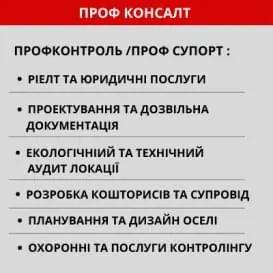 ПРОФ КОНСАЛТ
ПРОФКОНТРОЛЬ /ПРОФ СУПОРТ :
• РІЕЛТ ТА ЮРИДИЧНІ ПОСЛУГИ
• ПРОЕКТУВАННЯ ТА ДОЗВІЛЬНА
ДОКУМЕНТАЦІЯ
• ЕКОЛОГІЧНІИЙ ТА ТЕХНІЧНИЙ
АУДИТ ЛОКАЦІЇ
• РОЗРОБКА КОШТОРИСІВ ТА СУПРОВІД
• ПЛАНУВАННЯ ТА ДИЗАЙН ОСЕЛІ
• ОХОРОННІ ТА ПОСЛУГИ КОНТРОЛІНГУ